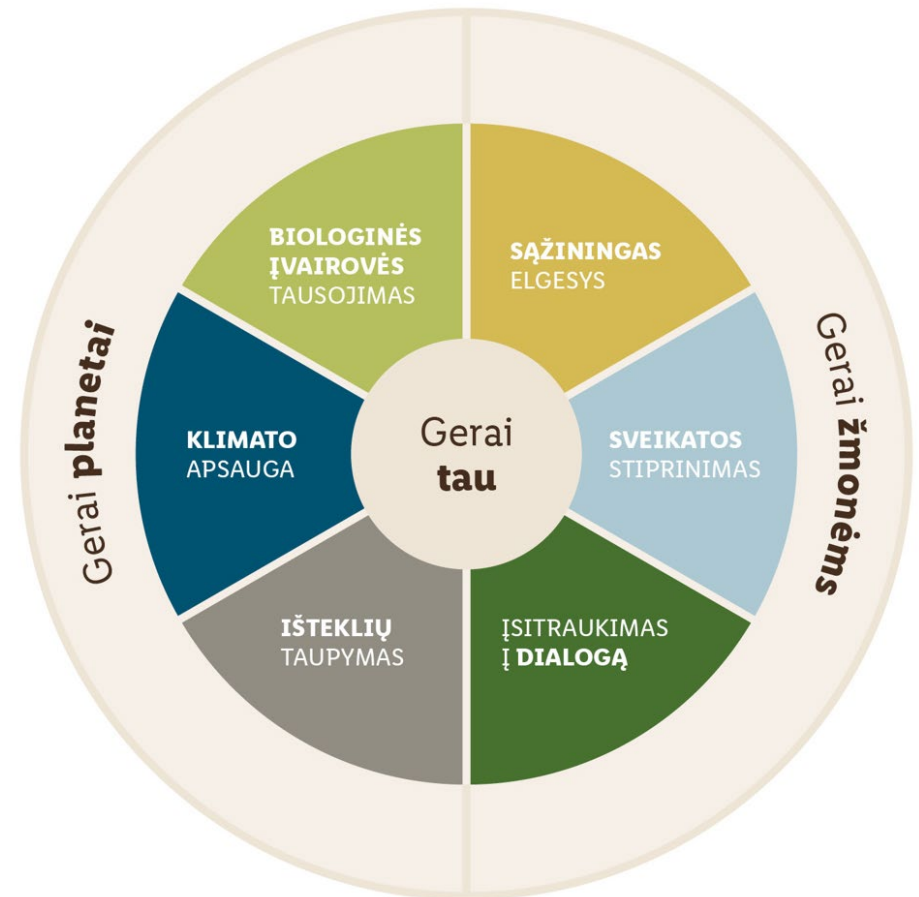 BIOLOGINĖS
ĮVAIROVĖS
TAUSOJIMAS
SĄŽININGAS
ELGESYS
Gerai planetai
KLIMATO
APSAUGA
Gerai
tau
SVEIKATOS
STIPRINIMAS
Gerai žmonėms
IŠTEKLIŲ
TAUPYMAS
ĮSITRAUKIMAS
Į DIALOGĄ